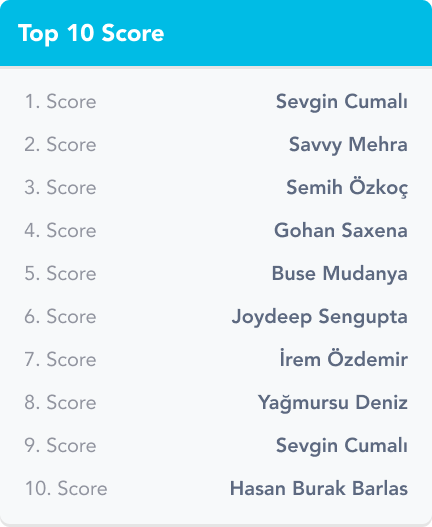 Top 10 Score
1. Score Sevgin Cumalı
2. Score Savvy Mehra
3. Score Semih Özkoç
4. Score Gohan Saxena
5. Score Buse Mudanya
6. Score Joydeep Sengupta
7. Score İrem Özdemir
8. Score Yağmursu Deniz
9. Score Sevgin Cumalı
10. Score Hasan Burak Barlas